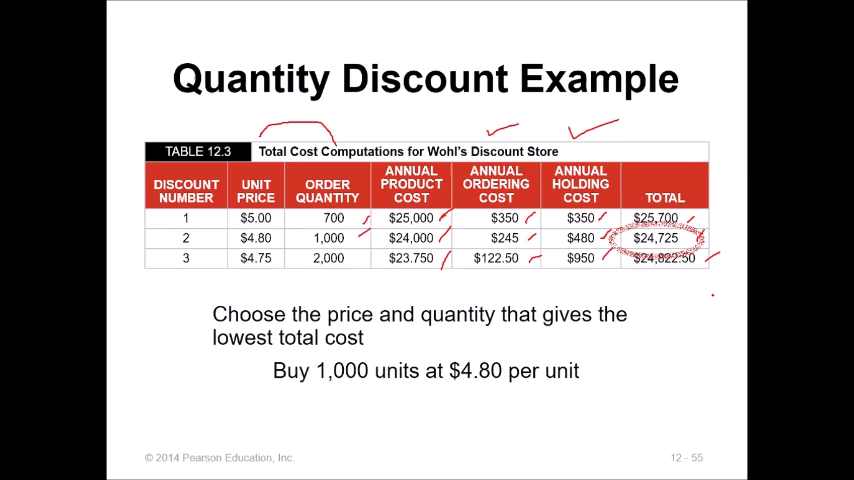 Quantity Discount Example
TABLE 12.3 Total Cost Computations for Wohl's Discount Store
DISCOUNT NUMBER UNIT PRICE ORDER QUANTITY ANNUAL PRODUCT COST ANNUAL ORDERING COST ANNUAL HOLDING COST TOTAL
1 $5.00 700 $25,000 $350 $350 $25,700
2 $4.80 1,000 $24,000 $245 $480 $24,725
3 $4.75 2,000 $23.750 $122.50 $950 $24,822.50
Choose the price and quantity that gives the
lowest total cost
Buy 1,000 units at $4.80 per unit
© 2014 Pearson Education, Inc.
12 - 55